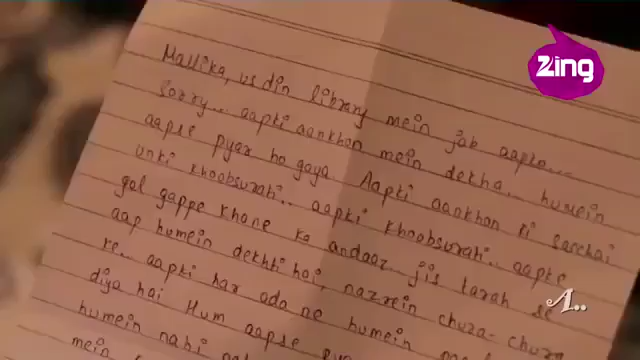 Zing
Mallika, us din library mein jab aapko....
Sorry... aapki aankhon mein dekha... humein
aapse pyar ho gaya Aapki aankhon ki sacchai
unki khoobsurati.. aapki khoobsurati.. aapke
gol gappe khane ka andaaz.. jis tarah se
aap humein dekhti hai, nazrein chura-chura
ke... aapki har ada ne humein
diya hai Hum aapse
humein nahi
mein
A..